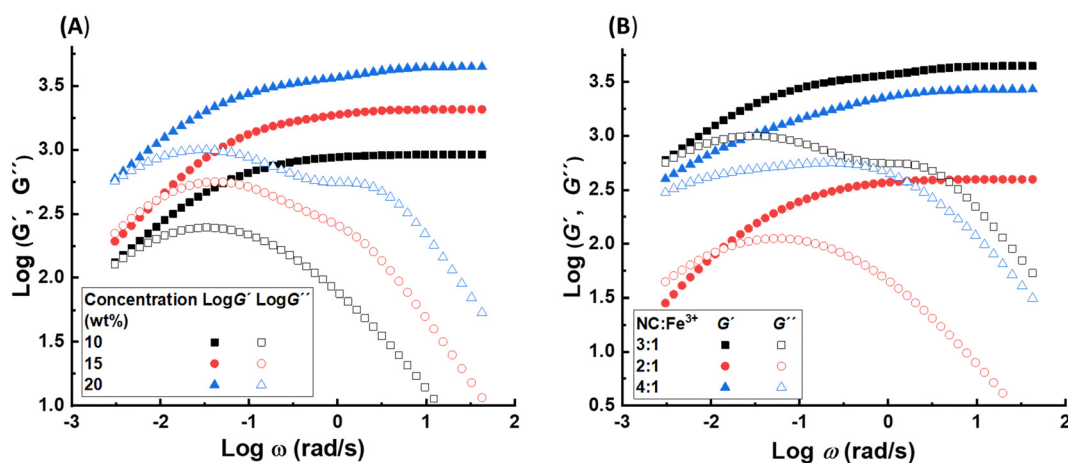 (A)
Log (G´, G´´)
3.5
3.0
2.5
2.0
1.5
1.0
Concentration LogG´ LogG´´
(wt%)
10
15
20
-3 -2 -1 0 1 2
Log ω (rad/s)
(B)
Log (G´, G´´)
3.5
3.0
2.5
2.0
1.5
1.0
0.5
NC:Fe³⁺ G´ G´´
3:1
2:1
4:1
-3 -2 -1 0 1 2
Log ω (rad/s)